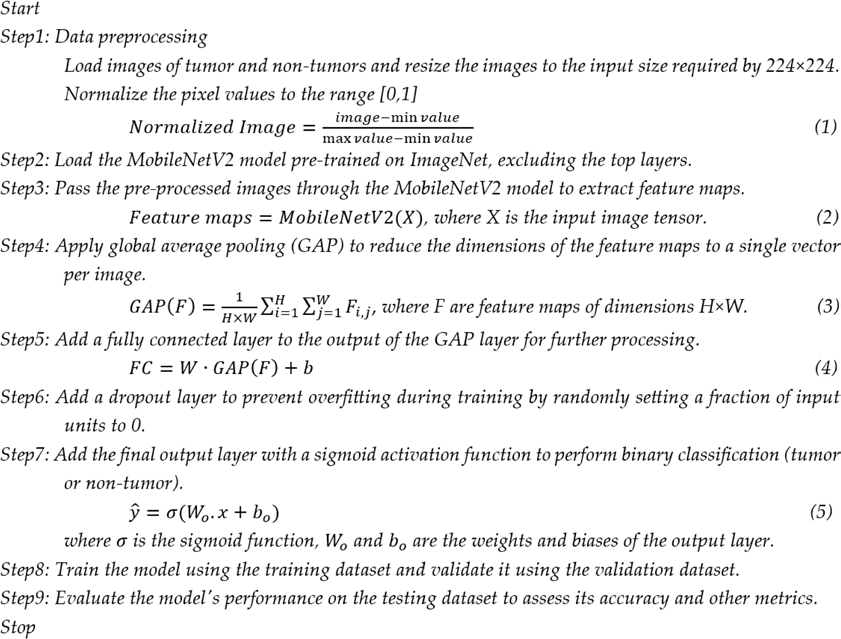 Start
Step1: Data preprocessing
Load images of tumor and non-tumors and resize the images to the input size required by 224×224.
Normalize the pixel values to the range [0,1]
Normalized Image = \frac{image−min value}{max value−min value} (1)
Step2: Load the MobileNetV2 model pre-trained on ImageNet, excluding the top layers.
Step3: Pass the pre-processed images through the MobileNetV2 model to extract feature maps.
Feature maps = MobileNetV2(X), where X is the input image tensor. (2)
Step4: Apply global average pooling (GAP) to reduce the dimensions of the feature maps to a single vector
per image.
GAP(F) = \frac{1}{H×W} \sum_{i=1}^{H} \sum_{j=1}^{W} F_{i,j}, where F are feature maps of dimensions H×W. (3)
Step5: Add a fully connected layer to the output of the GAP layer for further processing.
FC = W · GAP(F) + b (4)
Step6: Add a dropout layer to prevent overfitting during training by randomly setting a fraction of input
units to 0.
Step7: Add the final output layer with a sigmoid activation function to perform binary classification (tumor
or non-tumor).
ŷ = σ(W_o. x + b_o) (5)
where σ is the sigmoid function, W_o and b_o are the weights and biases of the output layer.
Step8: Train the model using the training dataset and validate it using the validation dataset.
Step9: Evaluate the model's performance on the testing dataset to assess its accuracy and other metrics.
Stop